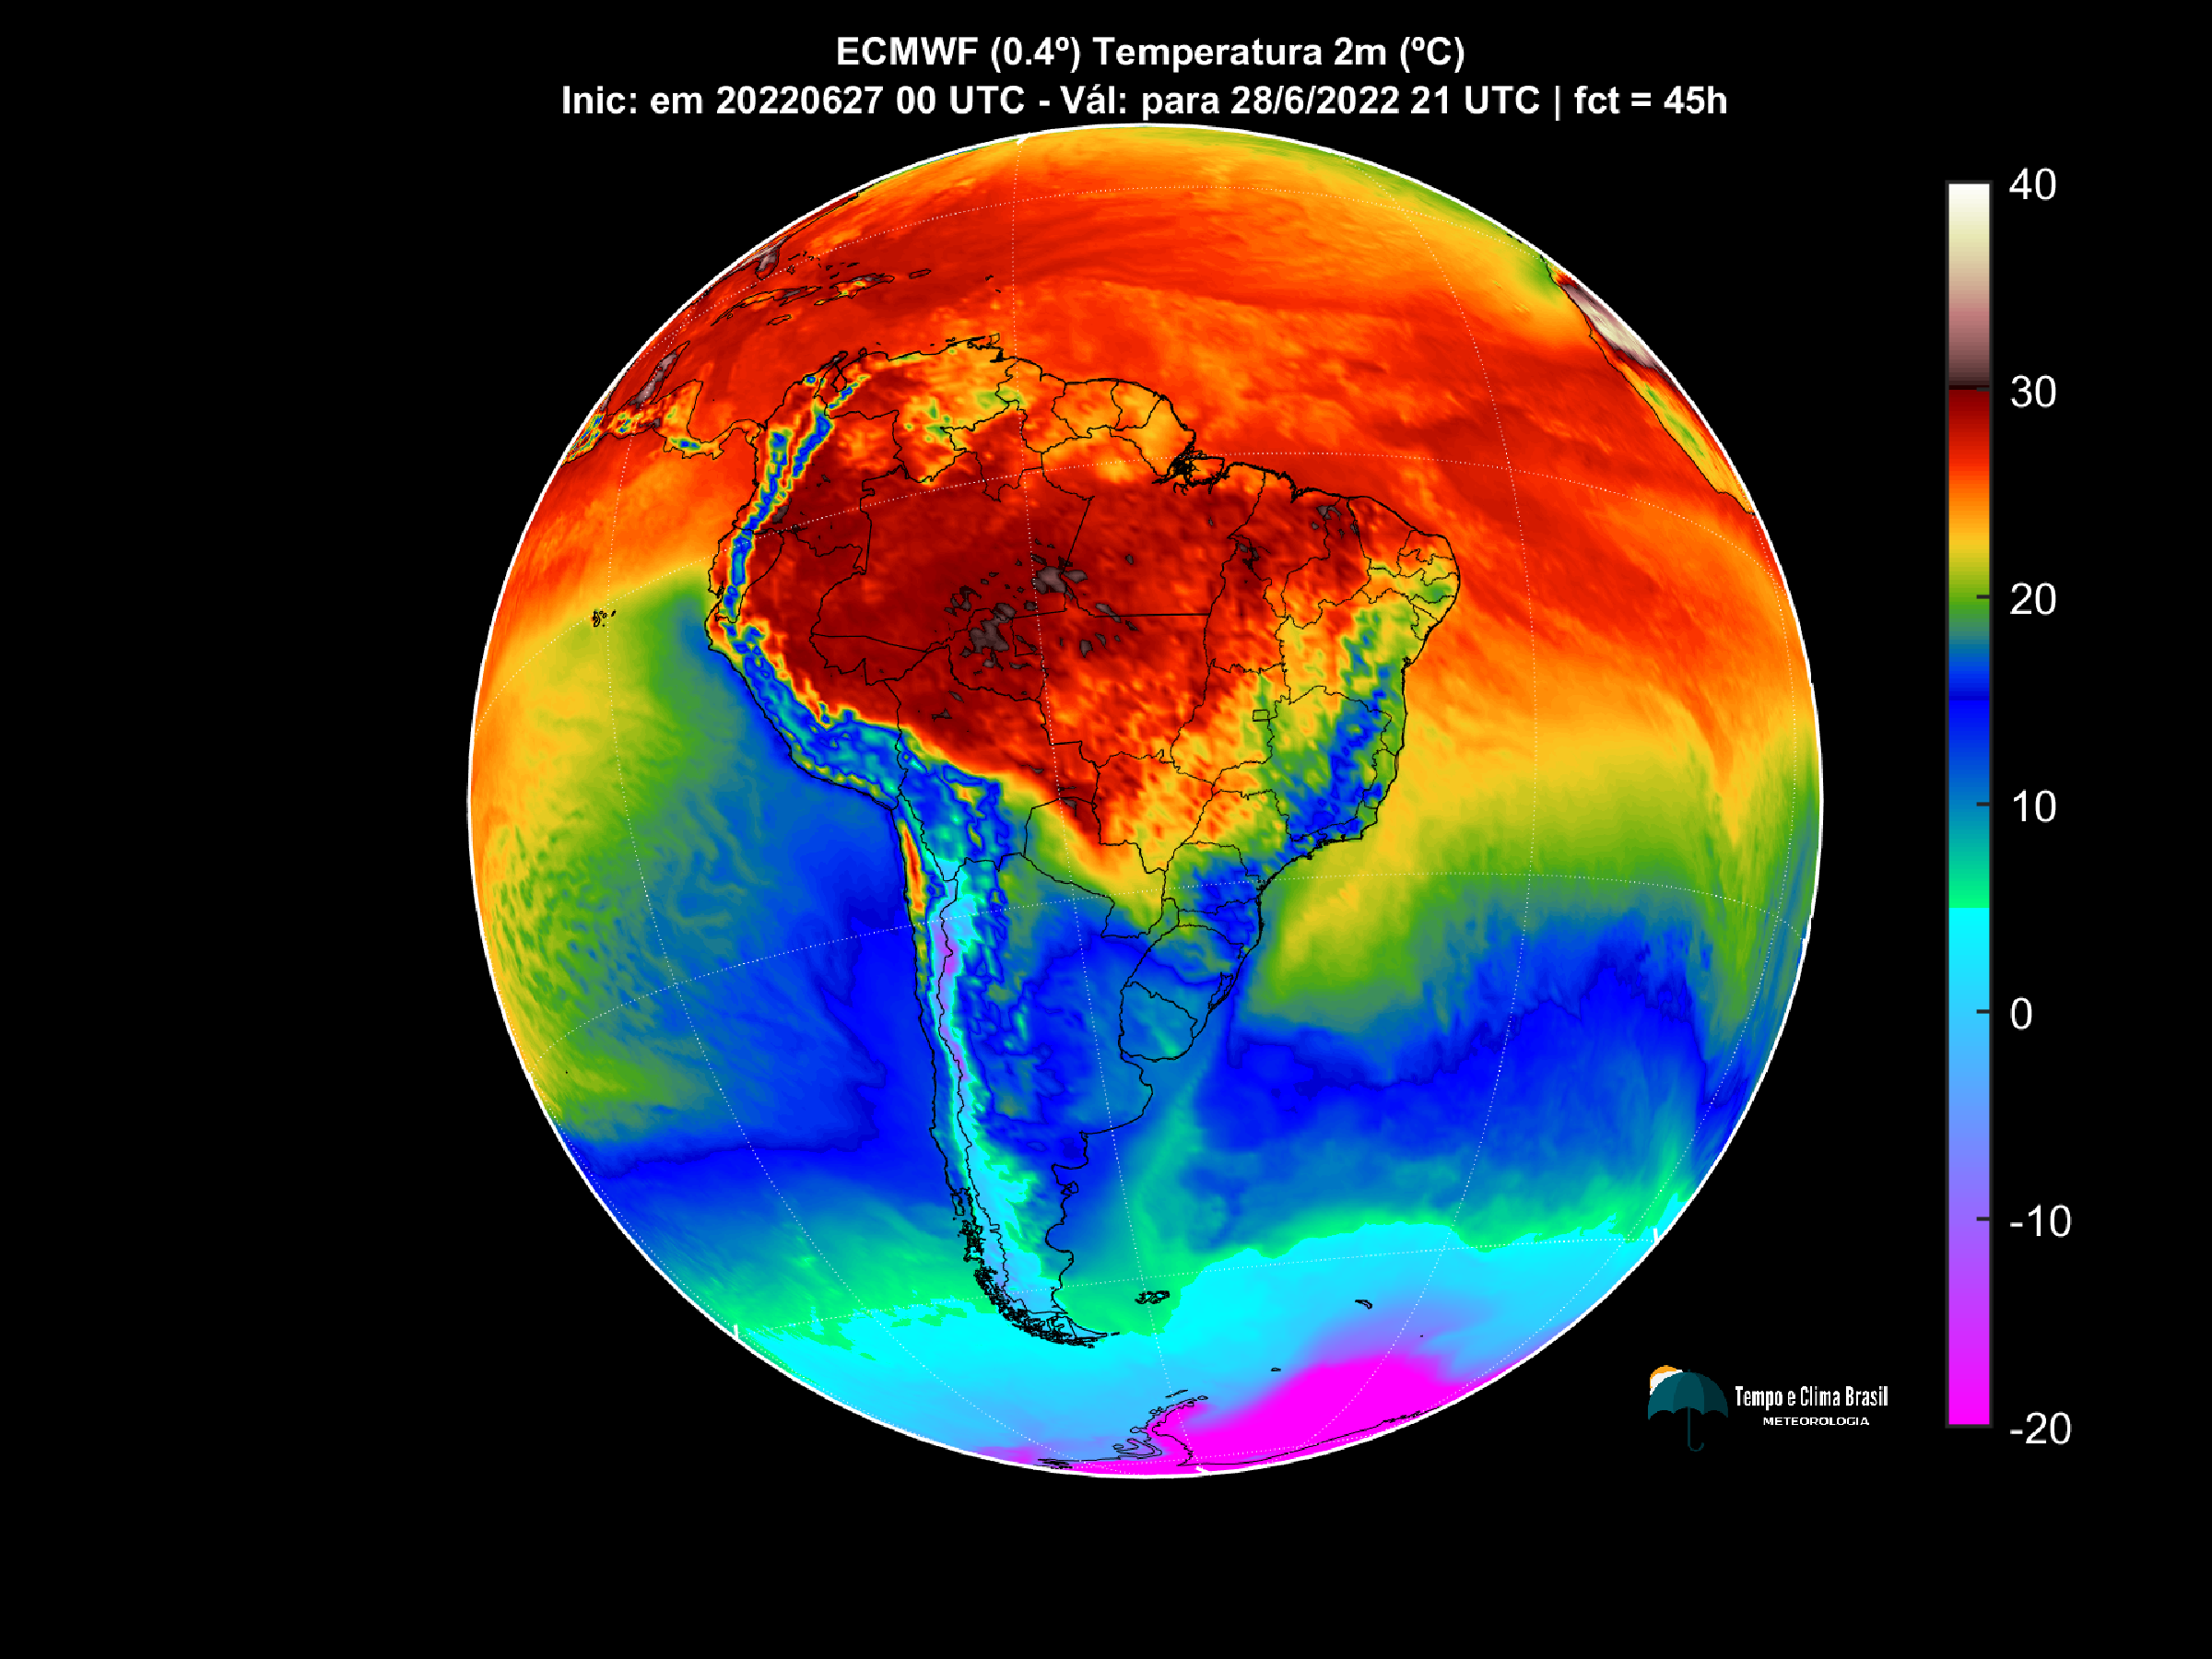 ECMWF (0.4º) Temperatura 2m (ºC)
Inic: em 20220627 00 UTC - Vál: para 28/6/2022 21 UTC | fct = 45h
40
30
20
10
0
-10
-20
Tempo e Clima Brasil
METEOROLOGIA